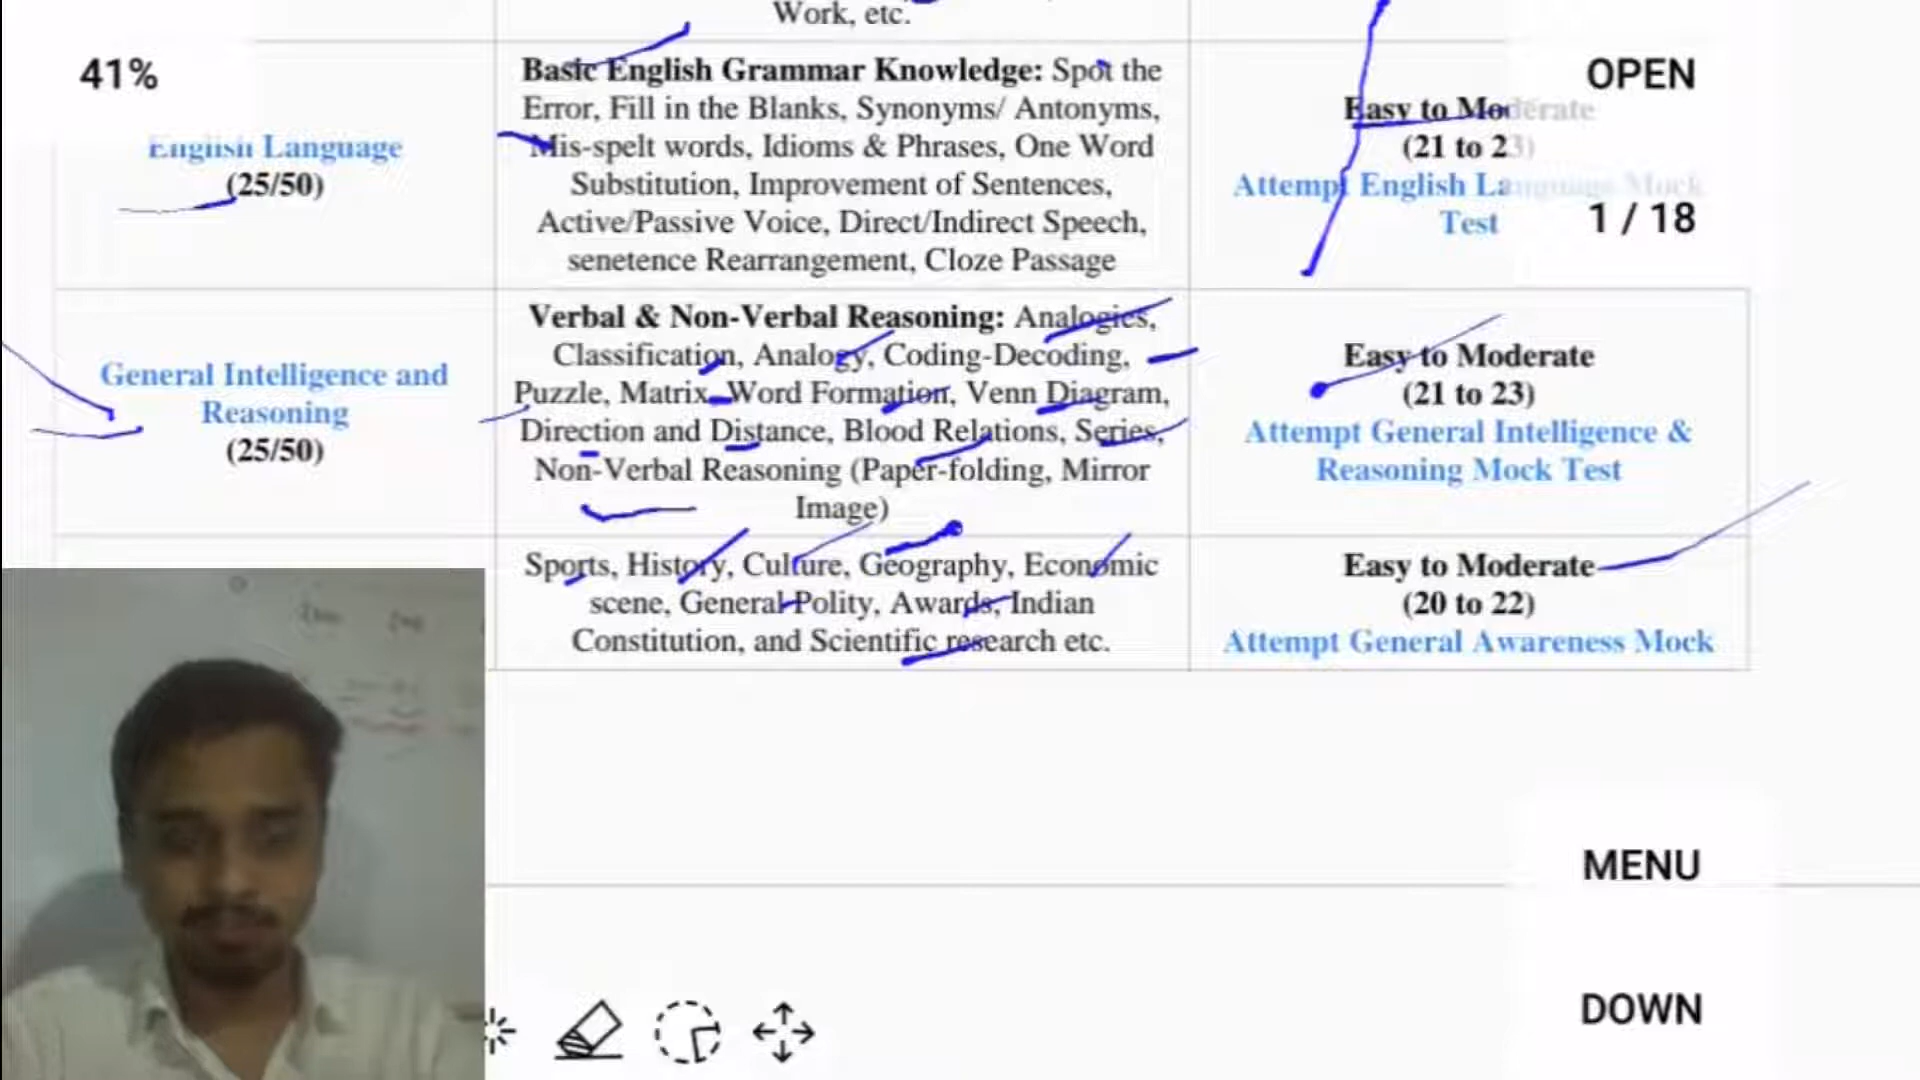 Work, etc.
41%
OPEN
1 / 18
English Language
(25/50)
Basic English Grammar Knowledge: Spot the
Error, Fill in the Blanks, Synonyms/ Antonyms,
Mis-spelt words, Idioms & Phrases, One Word
Substitution, Improvement of Sentences,
Active/Passive Voice, Direct/Indirect Speech,
senetence Rearrangement, Cloze Passage
Easy to Moderate
(21 to 23)
Attempt English Language Mock
Test
General Intelligence and
Reasoning
(25/50)
Verbal & Non-Verbal Reasoning: Analogies,
Classification, Analogy, Coding-Decoding,
Puzzle, Matrix, Word Formation, Venn Diagram,
Direction and Distance, Blood Relations, Series,
Non-Verbal Reasoning (Paper-folding, Mirror
Image)
Easy to Moderate
(21 to 23)
Attempt General Intelligence &
Reasoning Mock Test
Sports, History, Culture, Geography, Economic
scene, General Polity, Awards, Indian
Constitution, and Scientific research etc.
Easy to Moderate
(20 to 22)
Attempt General Awareness Mock
MENU
DOWN